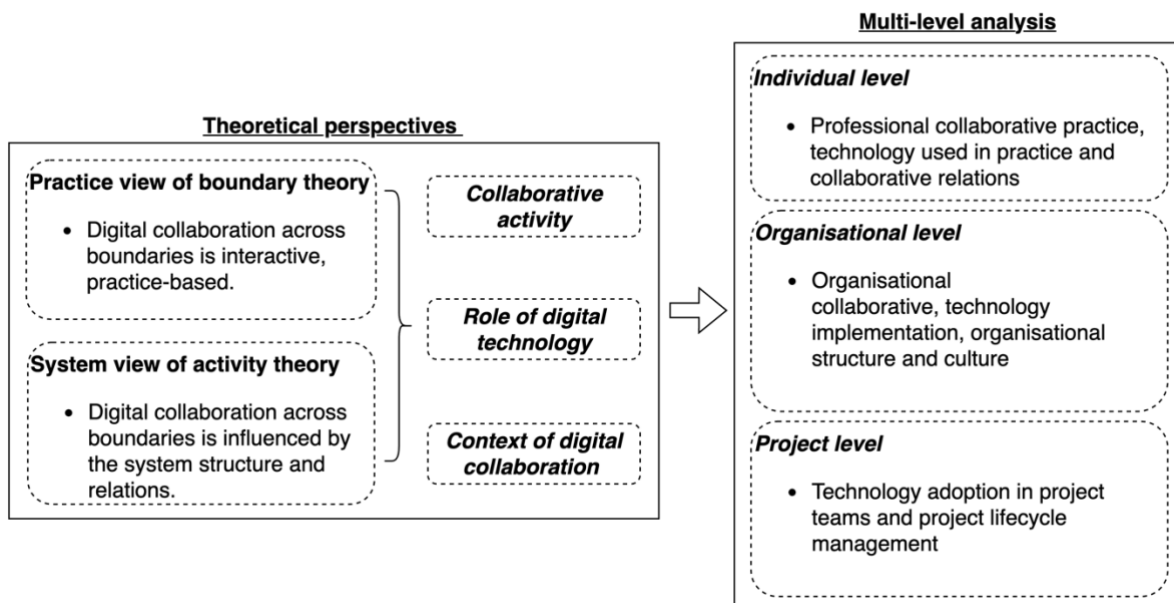 Theoretical perspectives
Practice view of boundary theory
• Digital collaboration across
boundaries is interactive,
practice-based.
System view of activity theory
• Digital collaboration across
boundaries is influenced by
the system structure and
relations.
Collaborative
activity
Role of digital
technology
Context of digital
collaboration
Multi-level analysis
Individual level
• Professional collaborative practice,
technology used in practice and
collaborative relations
Organisational level
• Organisational
collaborative, technology
implementation, organisational
structure and culture
Project level
• Technology adoption in project
teams and project lifecycle
management